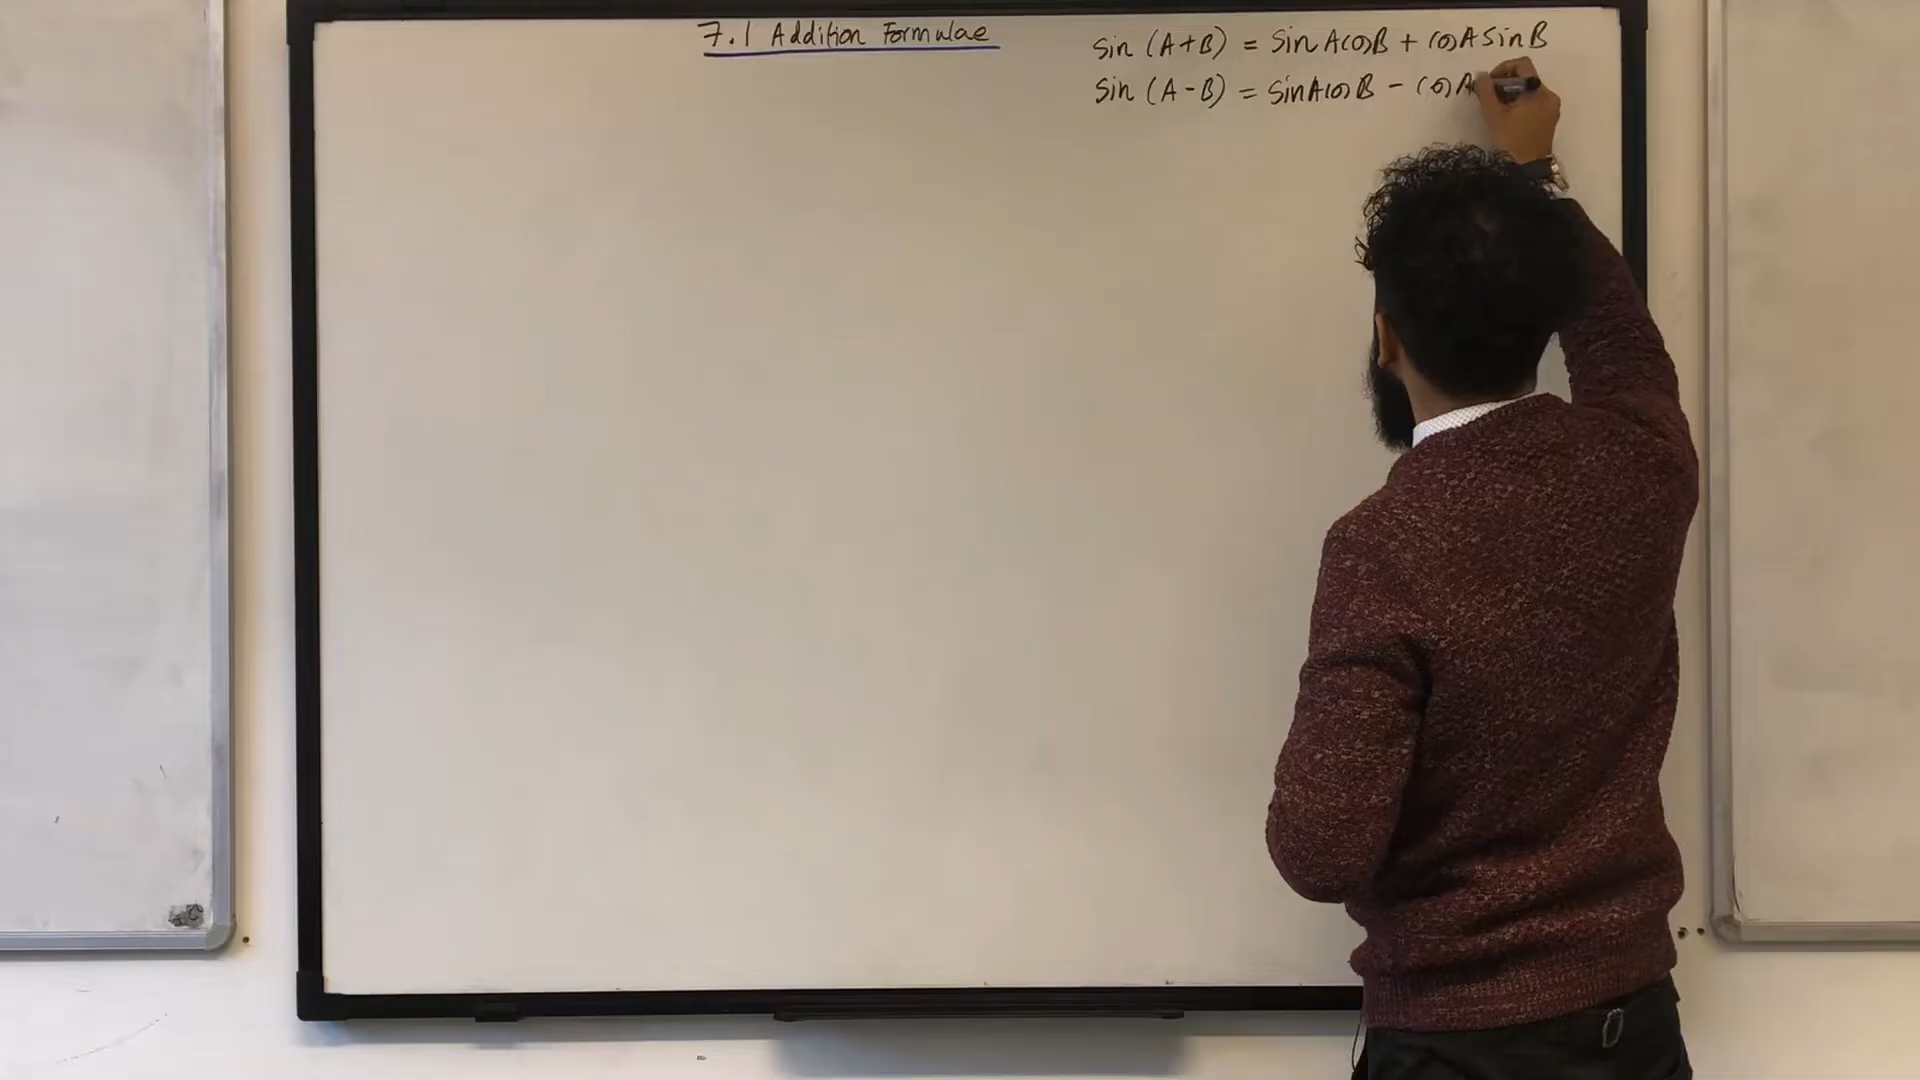 7.1 Addition Formulae
Sin (A+B) = Sin A cos B + cos A Sin B
Sin (A-B) = Sin A cos B - cos A